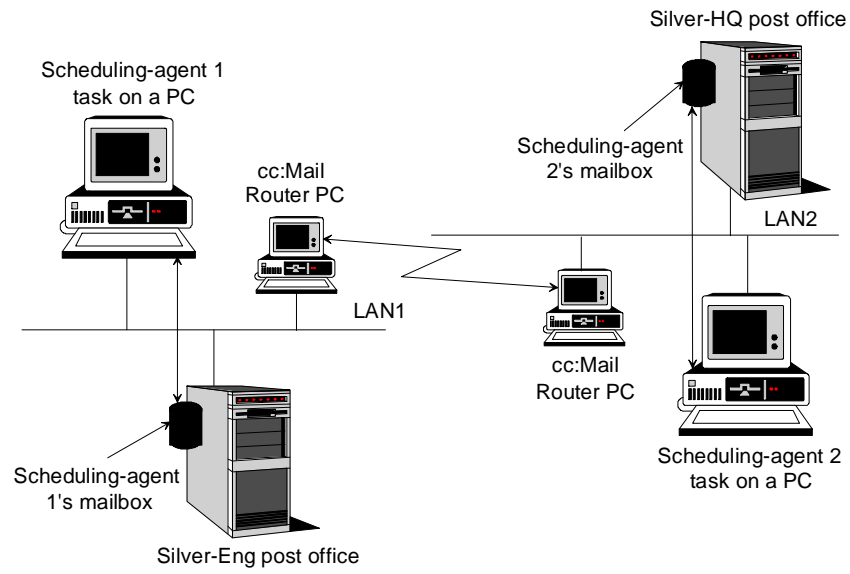 Silver-HQ post office
Scheduling-agent 1
task on a PC
cc:Mail
Router PC
Scheduling-agent
2's mailbox
LAN2
LAN1
cc:Mail
Router PC
Scheduling-agent 2
task on a PC
Scheduling-agent
1's mailbox
Silver-Eng post office